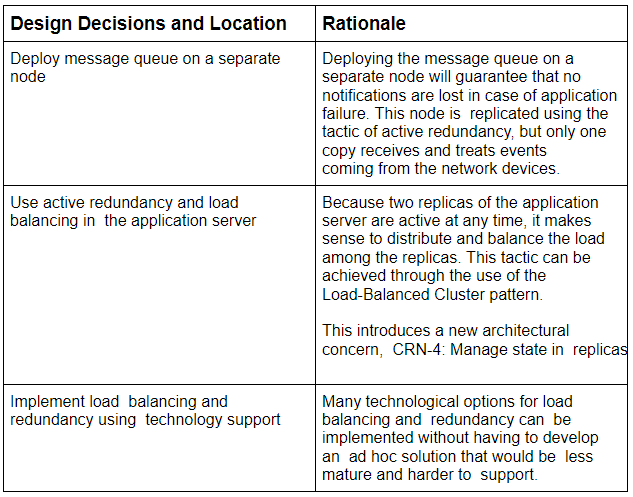 Design Decisions and Location
Rationale
Deploy message queue on a separate
node
Deploying the message queue on a
separate node will guarantee that no
notifications are lost in case of application
failure. This node is  replicated using the
tactic of active redundancy, but only one
copy receives and treats events
coming from the network devices.
Use active redundancy and load
balancing in  the application server
Because two replicas of the application
server are active at any time, it makes
sense to distribute and balance the load
among the replicas. This tactic can be
achieved through the use of the
Load-Balanced Cluster pattern.
This introduces a new architectural
concern,  CRN-4: Manage state in  replicas
Implement load  balancing and
redundancy using  technology support
Many technological options for load
balancing and  redundancy can  be
implemented without having to develop
an  ad hoc solution that would be  less
mature and harder to  support.